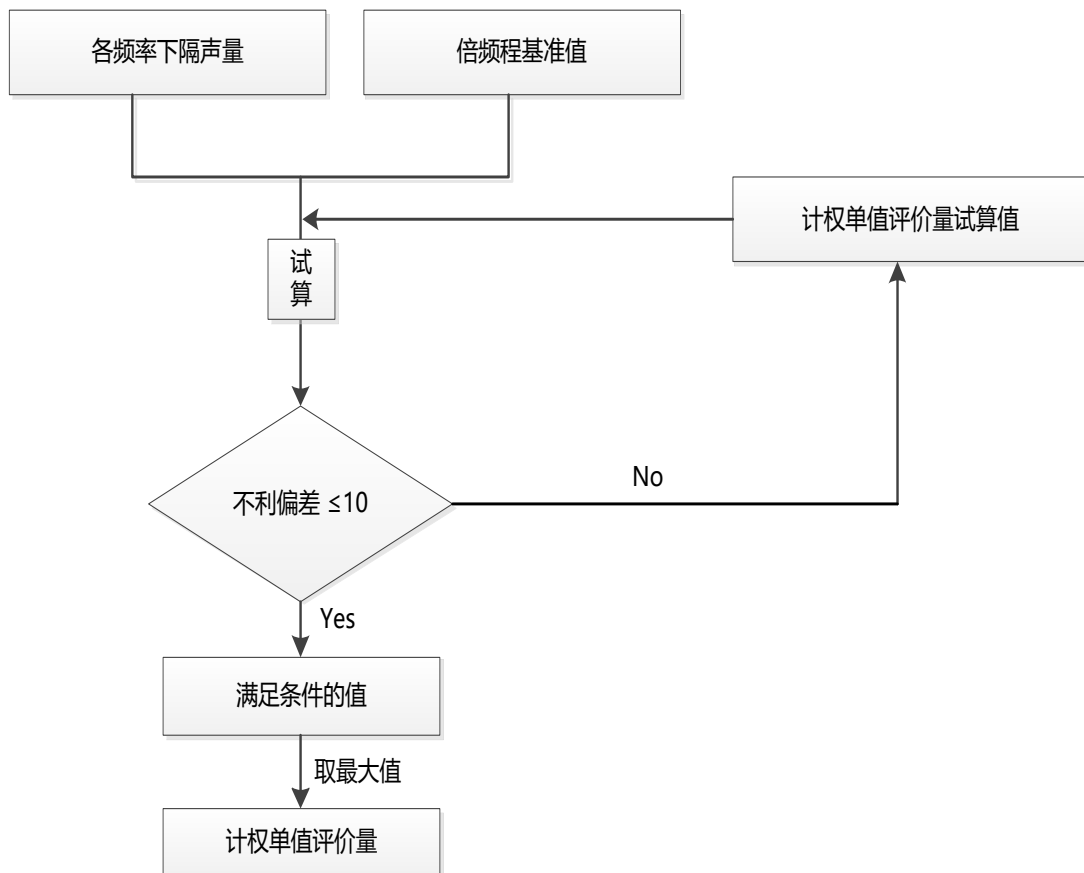 各频率下隔声量
倍频程基准值
计权单值评价量试算值
试
算
不利偏差 ≤10
No
Yes
满足条件的值
取最大值
计权单值评价量